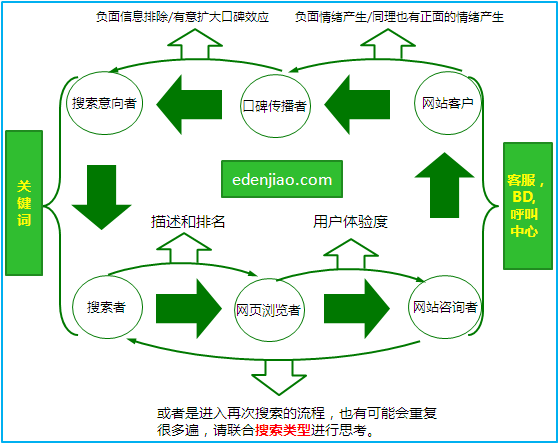 负面信息排除/有意扩大口碑效应
负面情绪产生/同理也有正面的情绪产生
搜索意向者
口碑传播者
网站客户
关键词
edenjiao.com
客服，
BD,
呼叫
中心
描述和排名
用户体验度
搜索者
网页浏览者
网站咨询者
或者是进入再次搜索的流程，也有可能会重复
很多遍，请联合搜索类型进行思考。